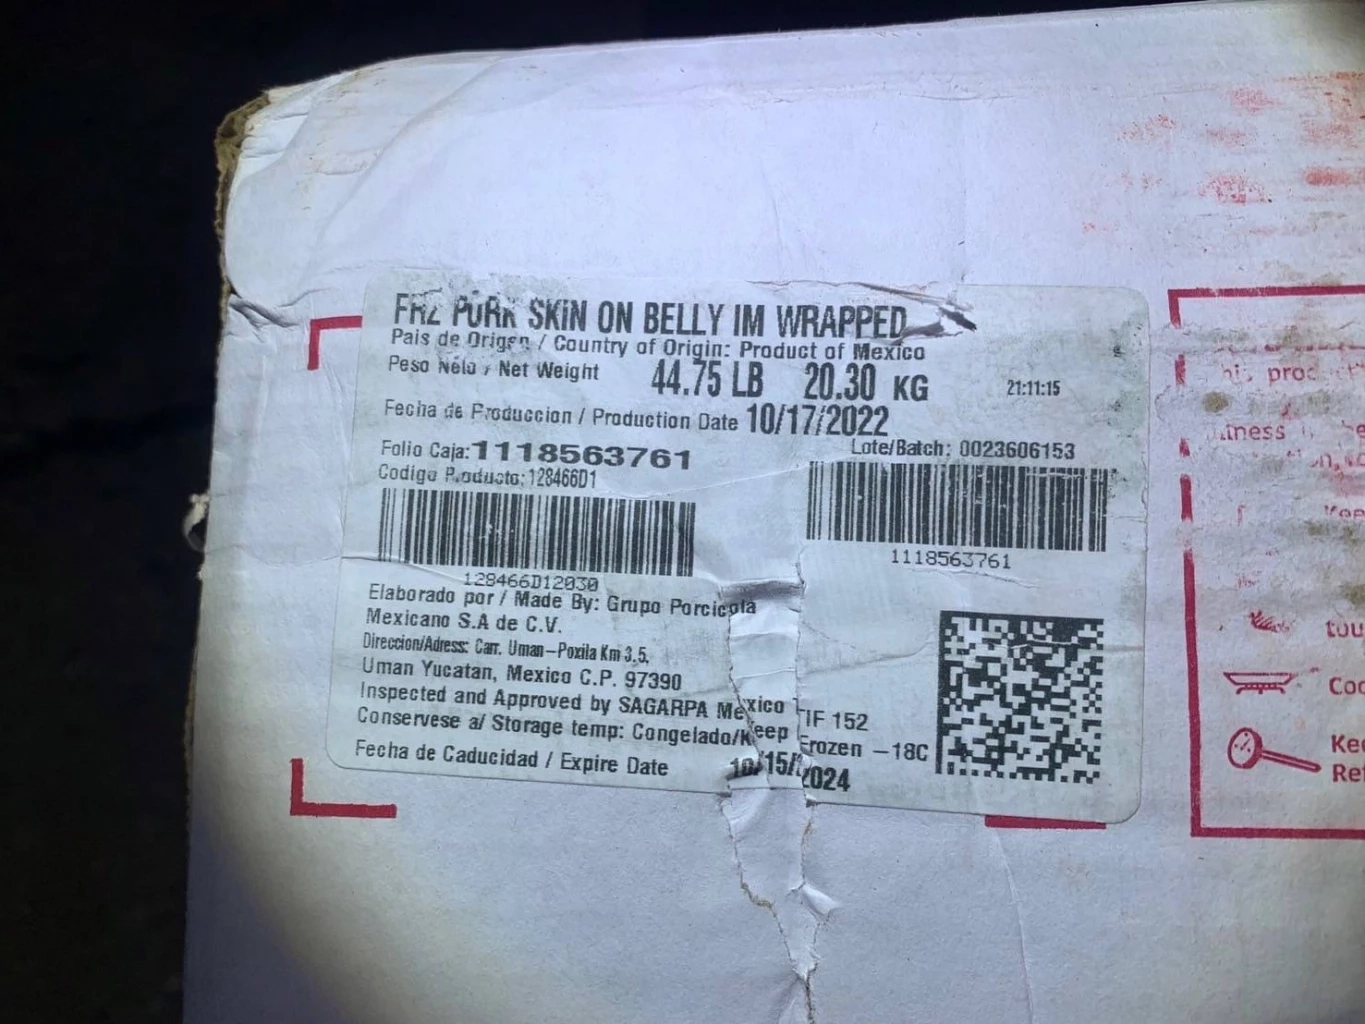 FRZ PORK SKIN ON BELLY IM WRAPPED
Pais de Origen / Country of Origin: Product of Mexico
Peso Neto / Net Weight 44.75 LB 20.30 KG 21:11:15
Fecha de Produccion / Production Date 10/17/2022
Folio Caja: 1118563761 Lote/Batch: 0023606153
Codigo Producto: 128466D1
128466D12030 1118563761
Elaborado por / Made By: Grupo Porcicola
Mexicano S.A de C.V.
Direccion/Adress: Carr. Uman-Poxila Km 3.5,
Uman Yucatan, Mexico C.P. 97390
Inspected and Approved by SAGARPA Mexico TIF 152
Conservese a/ Storage temp: Congelado/Keep Frozen -18C
Fecha de Caducidad / Expire Date 10/15/2024